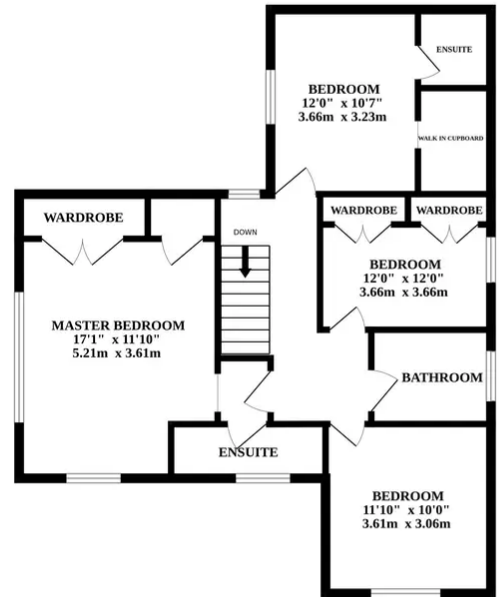 ENSUITE
BEDROOM
12'0" x 10'7"
3.66m x 3.23m
WALK IN CUPBOARD
WARDROBE
WARDROBE
WARDROBE
DOWN
BEDROOM
12'0" x 12'0"
3.66m x 3.66m
MASTER BEDROOM
17'1" x 11'10"
5.21m x 3.61m
BATHROOM
ENSUITE
BEDROOM
11'10" x 10'0"
3.61m x 3.06m